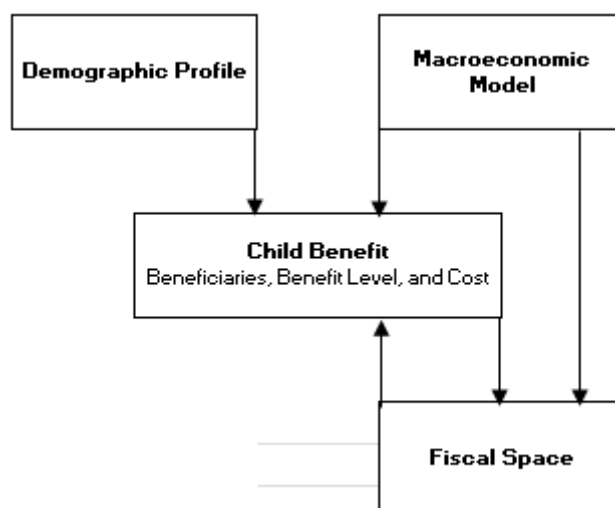 Demographic Profile
Macroeconomic
Model
Child Benefit
Beneficiaries, Benefit Level, and Cost
Fiscal Space